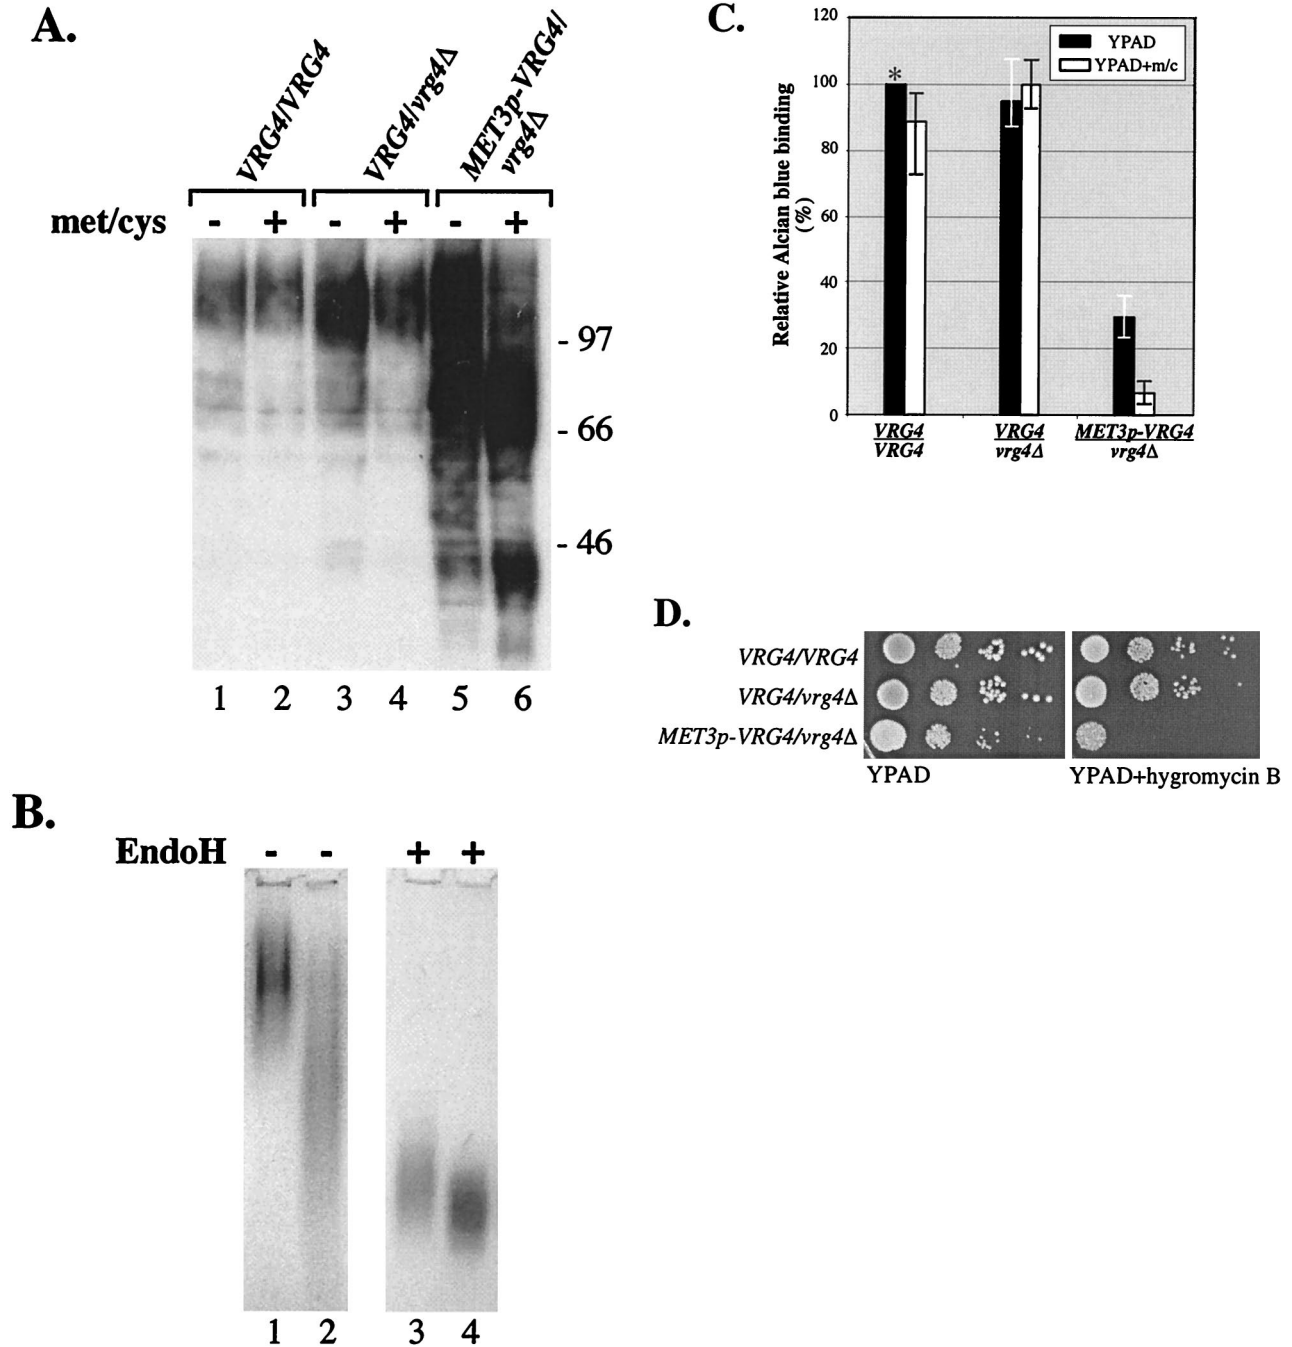 A.
VRG4/VRG4
VRG4/vrg4Δ
MET3p-VRG4/
vrg4Δ
met/cys - + - + - +
- 97
- 66
- 46
1 2 3 4 5 6
B.
EndoH - - + +
1 2 3 4
C.
Relative Alcian blue binding
(%)
120
100
80
60
40
20
0
YPAD
YPAD+m/c
*
VRG4
VRG4
VRG4
vrg4Δ
MET3p-VRG4
vrg4Δ
D.
VRG4/VRG4
VRG4/vrg4Δ
MET3p-VRG4/vrg4Δ
YPAD
YPAD+hygromycin B